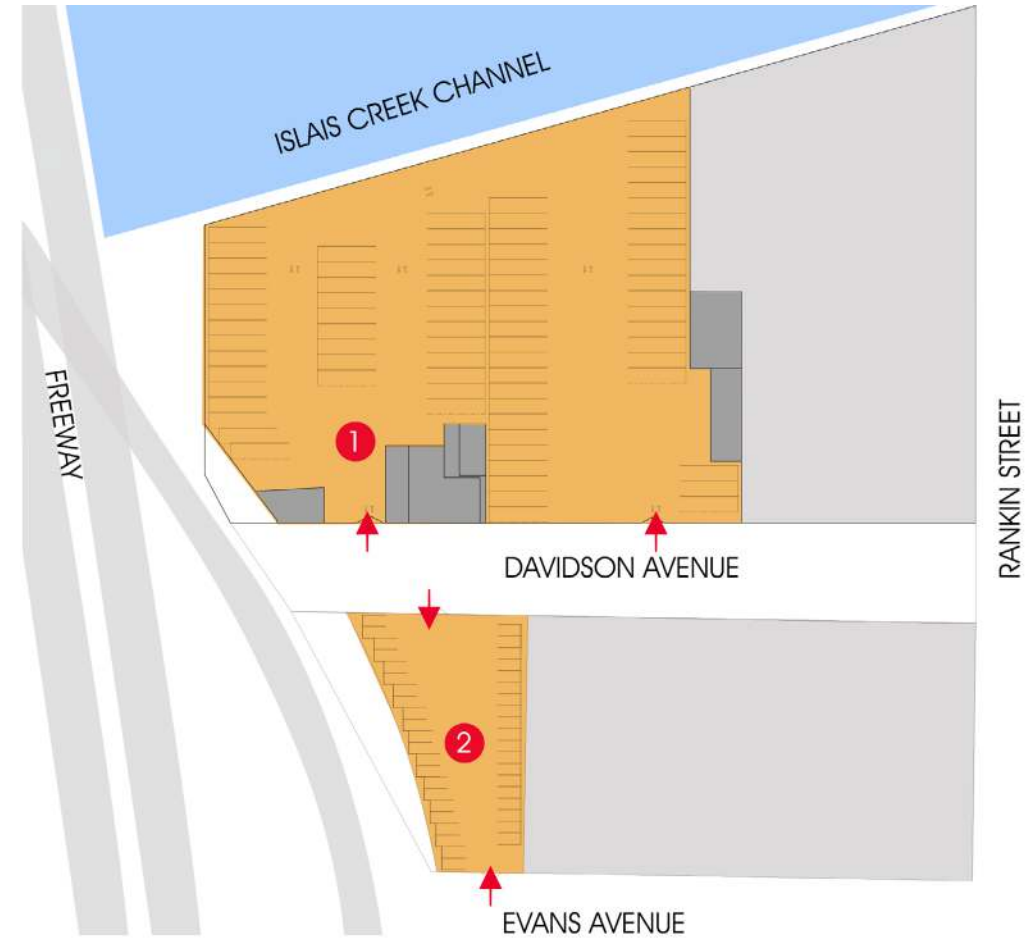 ISLAIS CREEK CHANNEL
FREEWAY
1
RANKIN STREET
DAVIDSON AVENUE
2
EVANS AVENUE